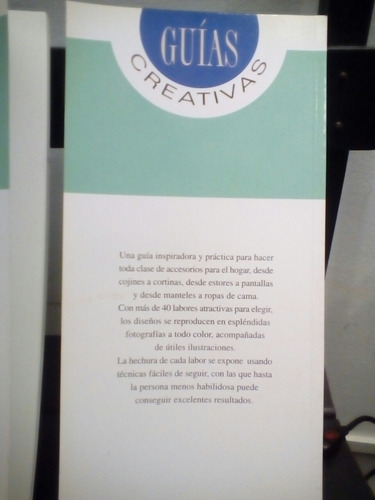 GUÍAS
CREATIVAS
Una guía inspiradora y práctica para hacer
toda clase de accesorios para el hogar, desde
cojines a cortinas, desde estores a pantallas
y desde manteles a ropas de cama.
Con más de 40 labores atractivas para elegir,
los diseños se reproducen en espléndidas
fotografías a todo color, acompañadas
de útiles ilustraciones.
La hechura de cada labor se expone usando
técnicas fáciles de seguir, con las que hasta
la persona menos habilidosa puede
conseguir excelentes resultados.